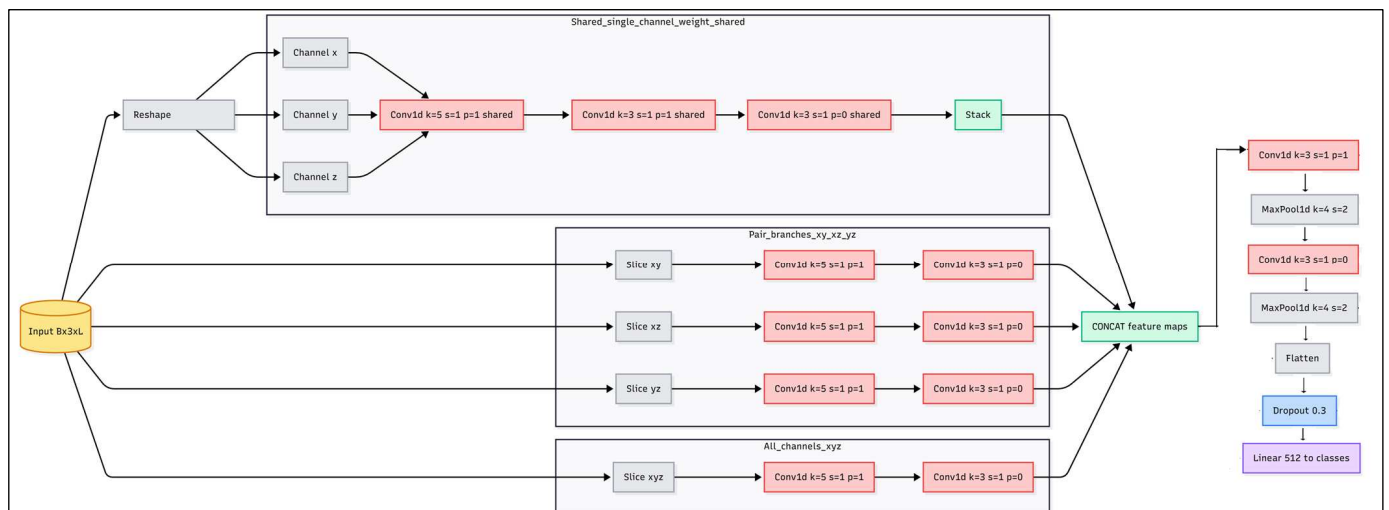 Shared_single_channel_weight_shared
Channel x
Reshape
Channel y
Conv1d k=5 s=1 p=1 shared
Conv1d k=3 s=1 p=1 shared
Conv1d k=3 s=1 p=0 shared
Stack
Channel z
Pair_branches_xy_xz_yz
Slice xy
Conv1d k=5 s=1 p=1
Conv1d k=3 s=1 p=0
Input Bx3xL
Slice xz
Conv1d k=5 s=1 p=1
Conv1d k=3 s=1 p=0
CONCAT feature maps
Slice yz
Conv1d k=5 s=1 p=1
Conv1d k=3 s=1 p=0
All_channels_xyz
Slice xyz
Conv1d k=5 s=1 p=1
Conv1d k=3 s=1 p=0
Conv1d k=3 s=1 p=1
MaxPool1d k=4 s=2
Conv1d k=3 s=1 p=0
MaxPool1d k=4 s=2
Flatten
Dropout 0.3
Linear 512 to classes